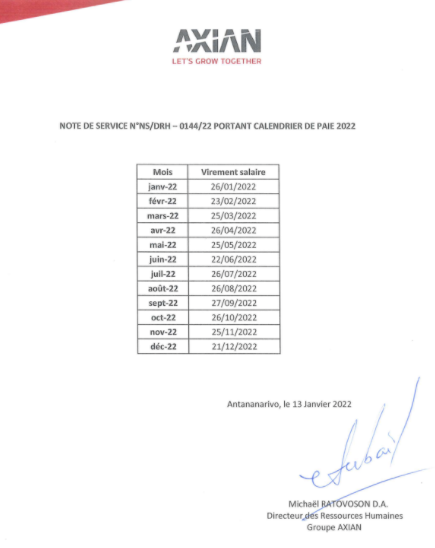 AXIAN
LET'S GROW TOGETHER
NOTE DE SERVICE N°NS/DRH – 0144/22 PORTANT CALENDRIER DE PAIE 2022
Mois Virement salaire
janv-22 26/01/2022
févr-22 23/02/2022
mars-22 25/03/2022
avr-22 26/04/2022
mai-22 25/05/2022
juin-22 22/06/2022
juil-22 26/07/2022
août-22 26/08/2022
sept-22 27/09/2022
oct-22 26/10/2022
nov-22 25/11/2022
déc-22 21/12/2022
Antananarivo, le 13 Janvier 2022
Michaël RATOVOSON D.A.
Directeur des Ressources Humaines
Groupe AXIAN